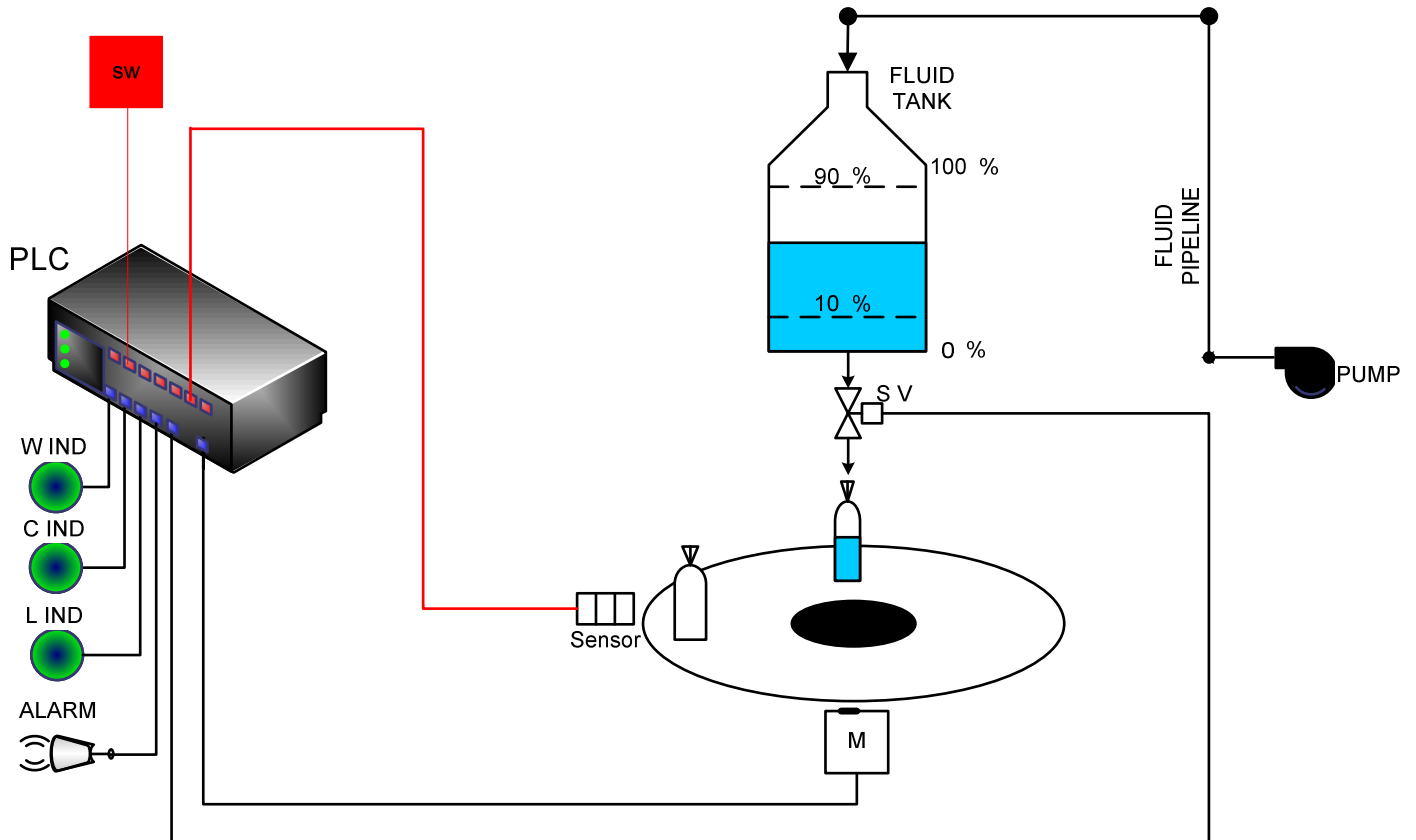 SW
FLUID
TANK
90 %
100 %
FLUID
PIPELINE
PLC
10 %
0 %
PUMP
S V
W IND
C IND
L IND
Sensor
ALARM
M